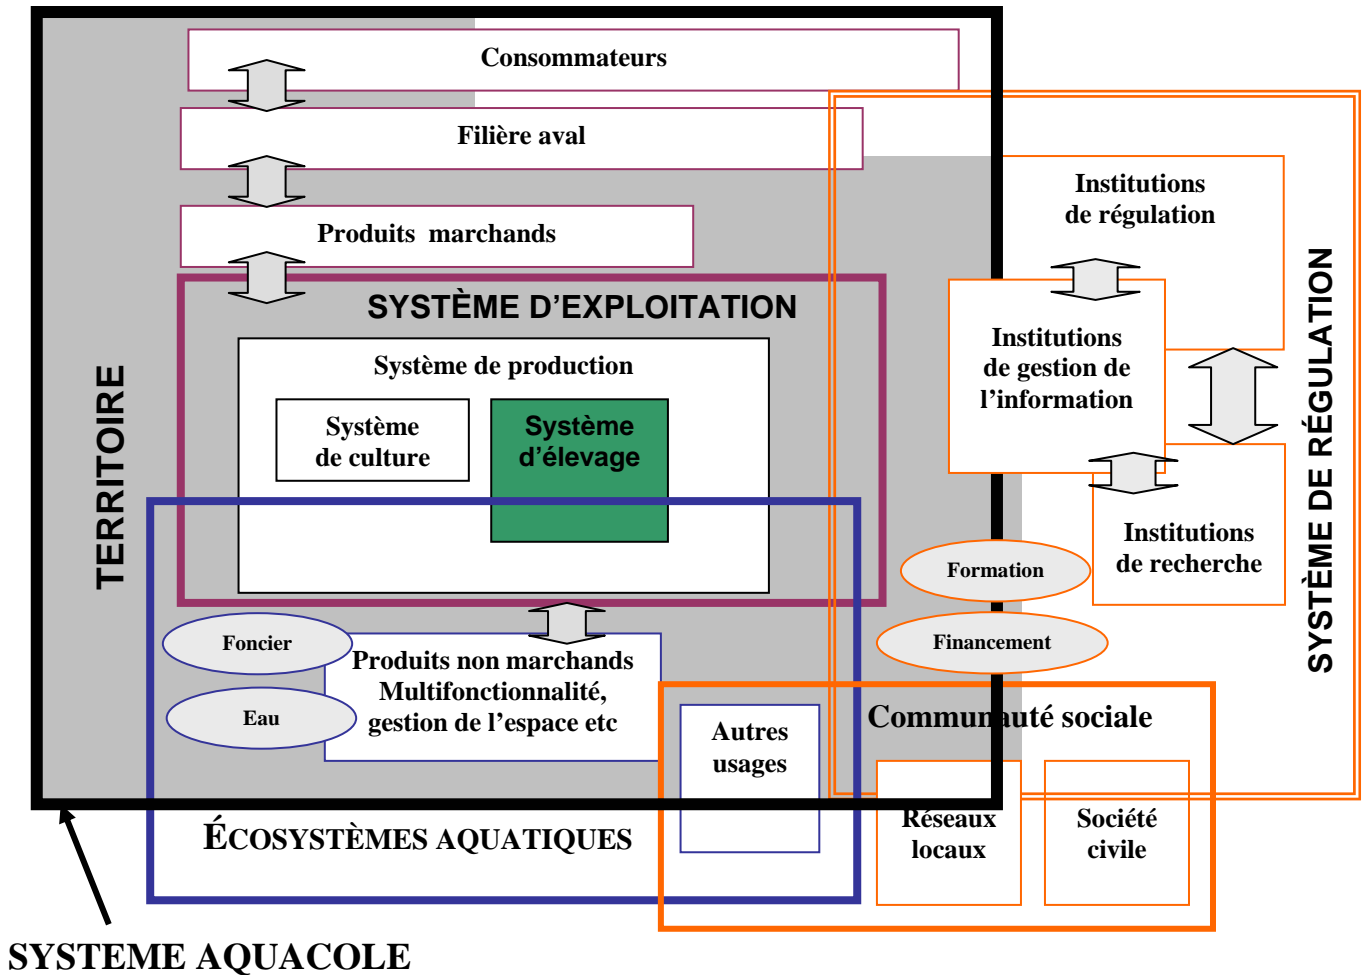 Consommateurs
Filière aval
Produits  marchands
SYSTÈME D'EXPLOITATION
Système de production
Système
de culture
Système
d'élevage
TERRITOIRE
Institutions
de régulation
Institutions
de gestion de
l'information
Institutions
de recherche
SYSTÈME DE RÉGULATION
Formation
Financement
Foncier
Eau
Produits non marchands
Multifonctionnalité,
gestion de l'espace etc
Autres
usages
Communauté sociale
Réseaux
locaux
Société
civile
ÉCOSYSTÈMES AQUATIQUES
SYSTEME AQUACOLE